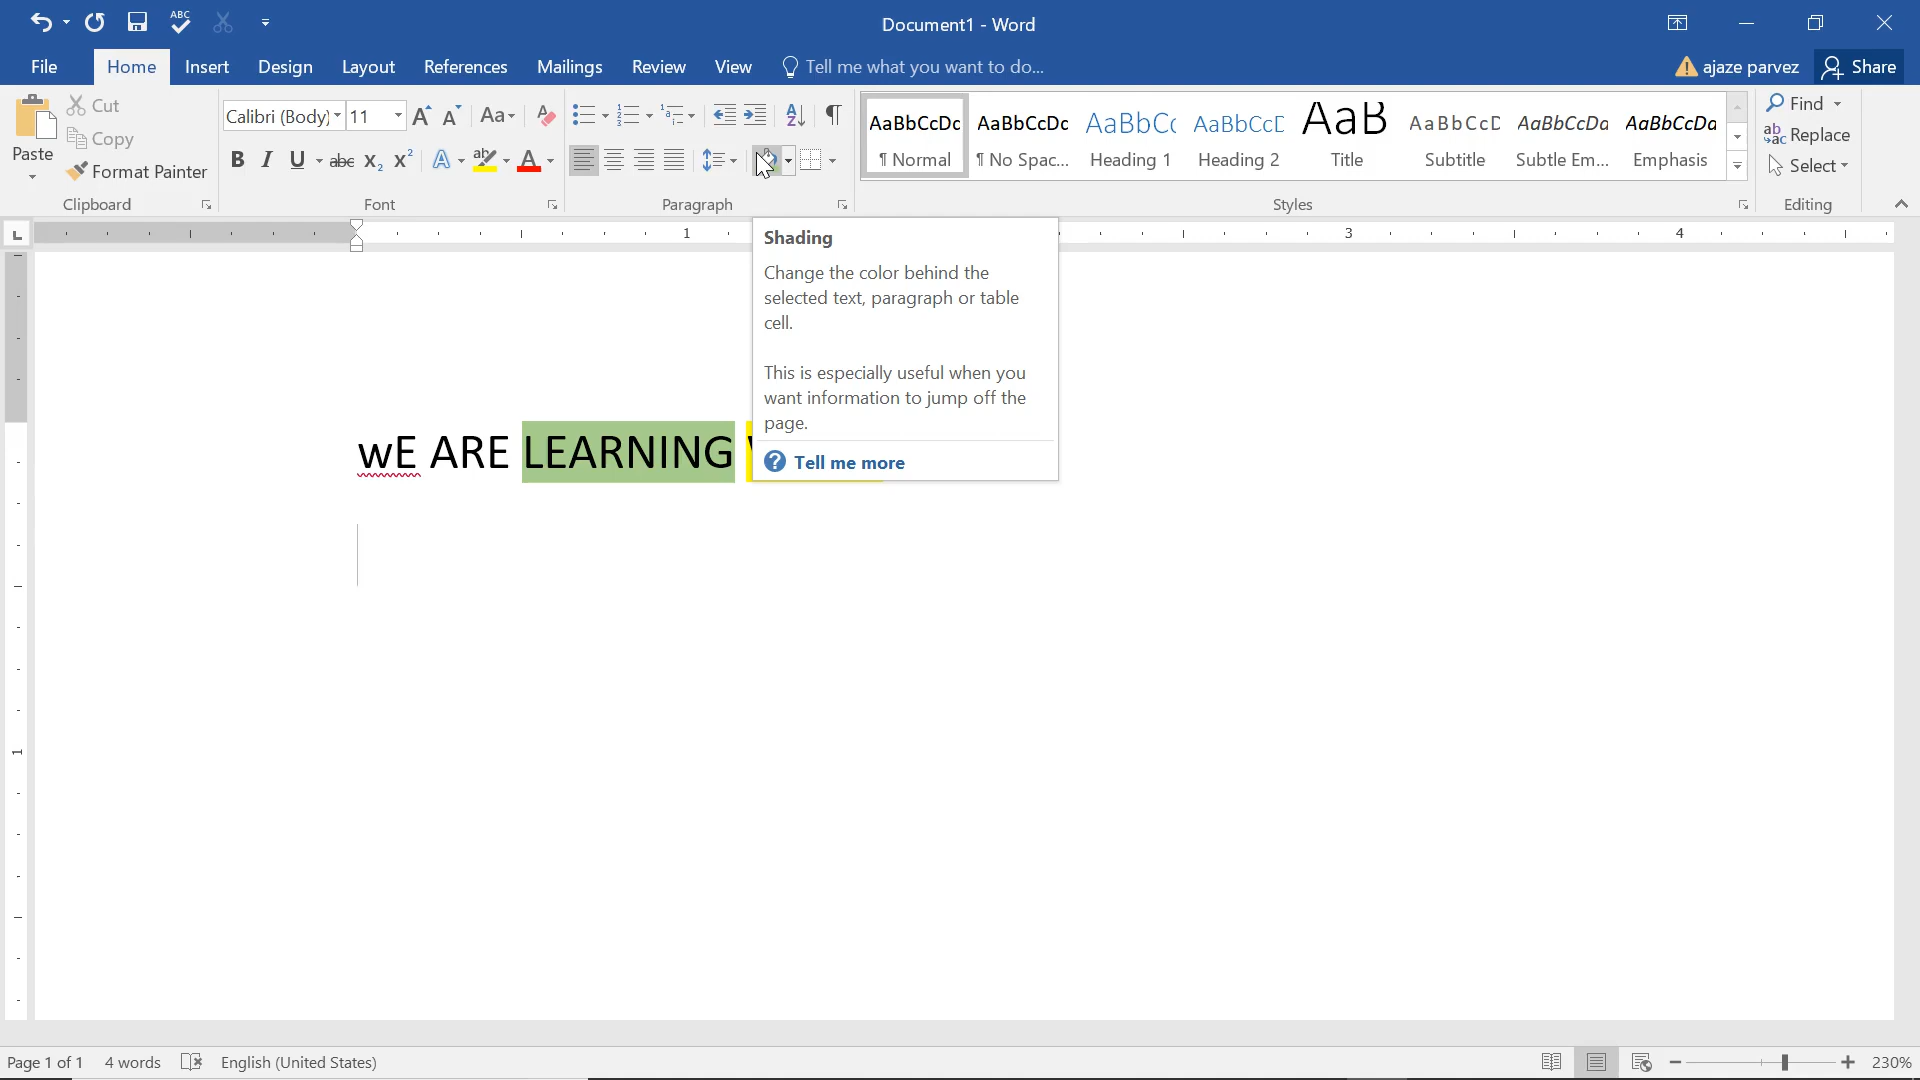 ABC
Document1 - Word
File Home Insert Design Layout References Mailings Review View Tell me what you want to do... ajaze parvez Share
Paste
Cut
Copy
Format Painter
Clipboard
Calibri (Body) 11 Aa
B I U abc X₂ X² A ab A
Font
Paragraph
AaBbCcDc AaBbCcDc AaBbCc AaBbCcD AaB AaBbCcD AaBbCcDa AaBbCcDa
¶ Normal ¶ No Spac... Heading 1 Heading 2 Title Subtitle Subtle Em... Emphasis
Styles
Find
Replace
Select
Editing
1 3 4
Shading
Change the color behind the
selected text, paragraph or table
cell.
This is especially useful when you
want information to jump off the
page.
Tell me more
wE ARE LEARNING
1
Page 1 of 1 4 words English (United States) 230%